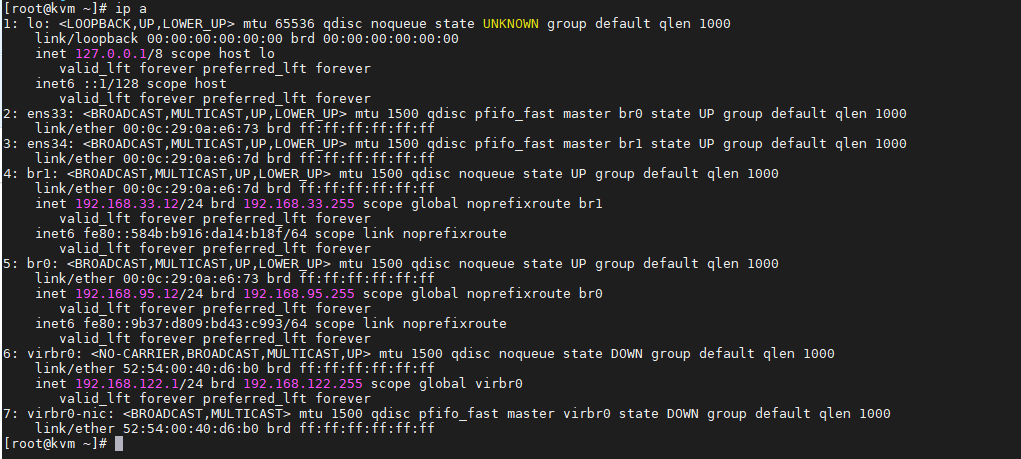 [root@kvm ~]# ip a
1: lo: <LOOPBACK,UP,LOWER_UP> mtu 65536 qdisc noqueue state UNKNOWN group default qlen 1000
    link/loopback 00:00:00:00:00:00 brd 00:00:00:00:00:00
    inet 127.0.0.1/8 scope host lo
       valid_lft forever preferred_lft forever
    inet6 ::1/128 scope host
       valid_lft forever preferred_lft forever
2: ens33: <BROADCAST,MULTICAST,UP,LOWER_UP> mtu 1500 qdisc pfifo_fast master br0 state UP group default qlen 1000
    link/ether 00:0c:29:0a:e6:73 brd ff:ff:ff:ff:ff:ff
3: ens34: <BROADCAST,MULTICAST,UP,LOWER_UP> mtu 1500 qdisc pfifo_fast master br1 state UP group default qlen 1000
    link/ether 00:0c:29:0a:e6:7d brd ff:ff:ff:ff:ff:ff
4: br1: <BROADCAST,MULTICAST,UP,LOWER_UP> mtu 1500 qdisc noqueue state UP group default qlen 1000
    link/ether 00:0c:29:0a:e6:7d brd ff:ff:ff:ff:ff:ff
    inet 192.168.33.12/24 brd 192.168.33.255 scope global noprefixroute br1
       valid_lft forever preferred_lft forever
    inet6 fe80::584b:b916:da14:b18f/64 scope link noprefixroute
       valid_lft forever preferred_lft forever
5: br0: <BROADCAST,MULTICAST,UP,LOWER_UP> mtu 1500 qdisc noqueue state UP group default qlen 1000
    link/ether 00:0c:29:0a:e6:73 brd ff:ff:ff:ff:ff:ff
    inet 192.168.95.12/24 brd 192.168.95.255 scope global noprefixroute br0
       valid_lft forever preferred_lft forever
    inet6 fe80::9b37:d809:bd43:c993/64 scope link noprefixroute
       valid_lft forever preferred_lft forever
6: virbr0: <NO-CARRIER,BROADCAST,MULTICAST,UP> mtu 1500 qdisc noqueue state DOWN group default qlen 1000
    link/ether 52:54:00:40:d6:b0 brd ff:ff:ff:ff:ff:ff
    inet 192.168.122.1/24 brd 192.168.122.255 scope global virbr0
       valid_lft forever preferred_lft forever
7: virbr0-nic: <BROADCAST,MULTICAST> mtu 1500 qdisc pfifo_fast master virbr0 state DOWN group default qlen 1000
    link/ether 52:54:00:40:d6:b0 brd ff:ff:ff:ff:ff:ff
[root@kvm ~]#